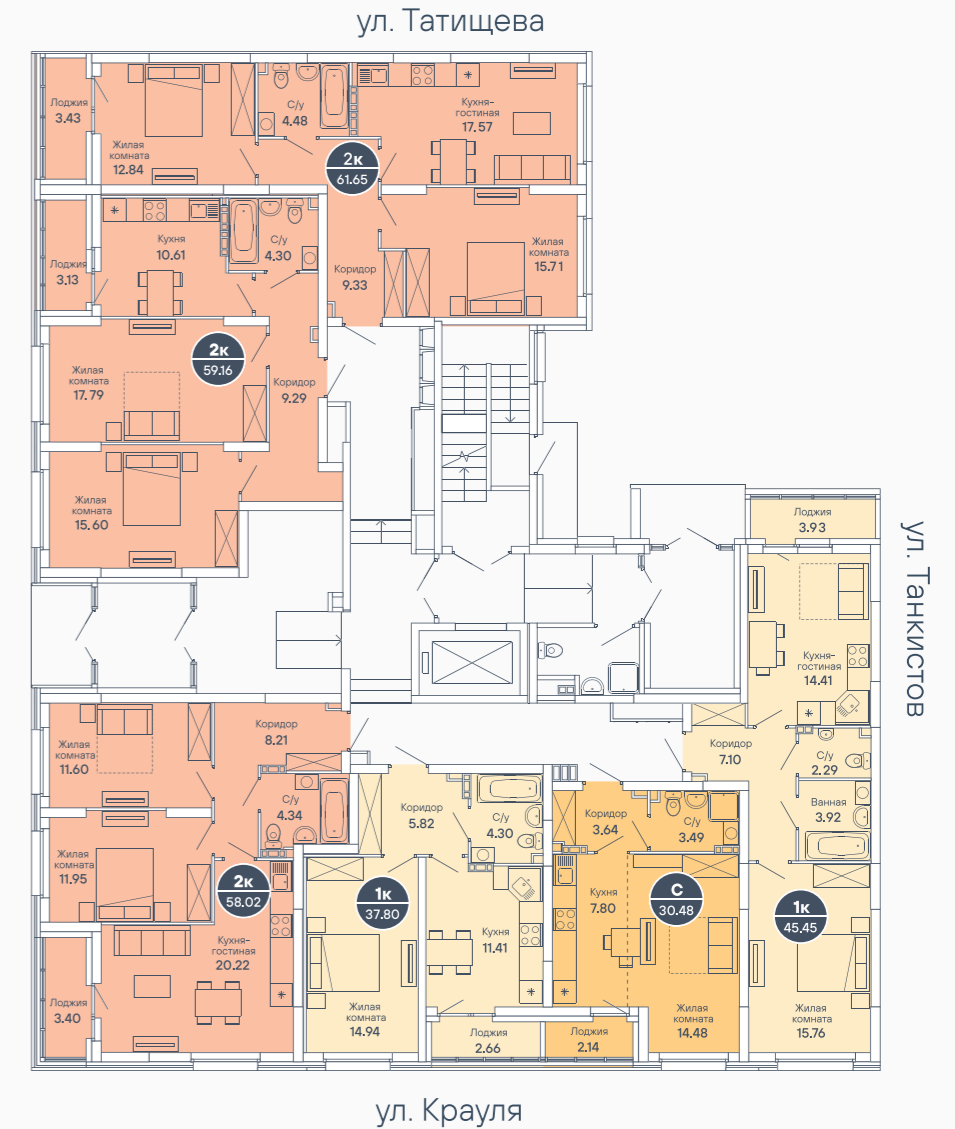 ул. Татищева
Лоджия
3.43
Жилая
комната
12.84
С/у
4.48
Кухня-
гостиная
17.57
2к
61.65
Жилая
комната
15.71
Коридор
9.33
Лоджия
3.13
Кухня
10.61
С/у
4.30
2к
59.16
Жилая
комната
17.79
Коридор
9.29
Жилая
комната
15.60
Лоджия
3.93
ул. Танкистов
Кухня-
гостиная
14.41
Коридор
7.10
С/у
2.29
Ванная
3.92
1к
45.45
Жилая
комната
15.76
Жилая
комната
11.60
Коридор
8.21
С/у
4.34
Жилая
комната
11.95
2к
58.02
Кухня-
гостиная
20.22
Лоджия
3.40
Коридор
5.82
С/у
4.30
1к
37.80
Кухня
11.41
Жилая
комната
14.94
Лоджия
2.66
Коридор
3.64
С/у
3.49
Кухня
7.80
С
30.48
Жилая
комната
14.48
Лоджия
2.14
ул. Крауля